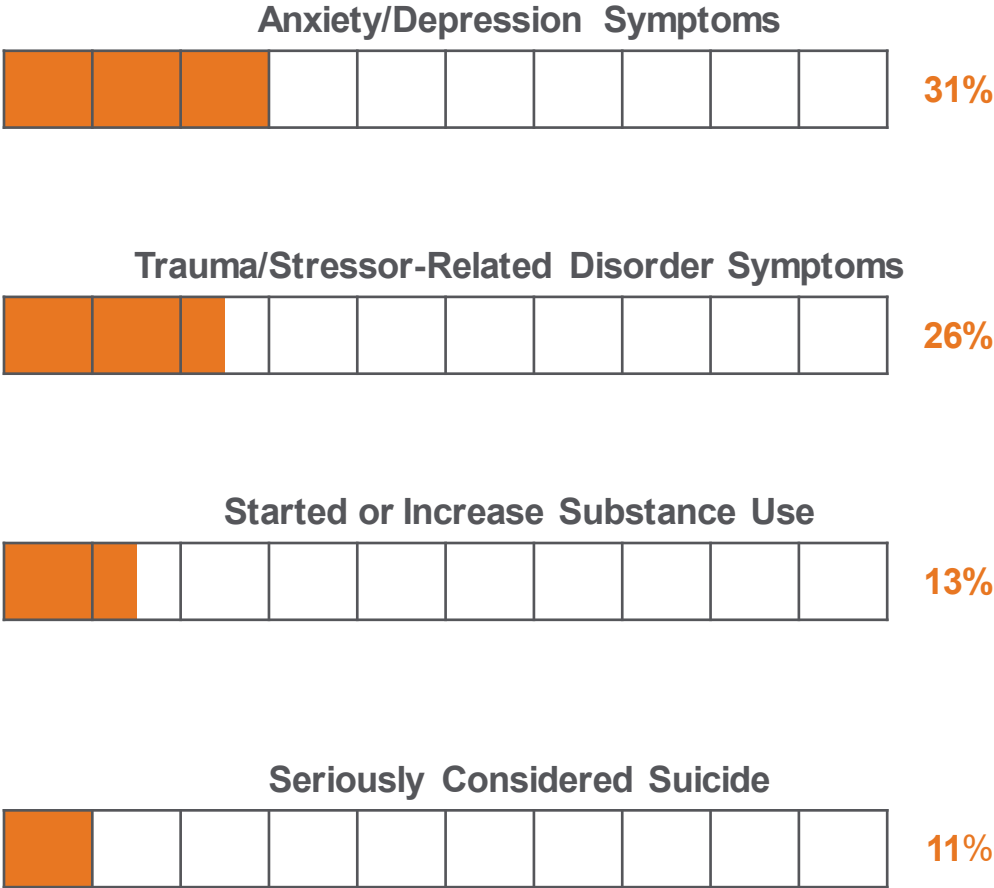 Anxiety/Depression Symptoms
31%
Trauma/Stressor-Related Disorder Symptoms
26%
Started or Increase Substance Use
13%
Seriously Considered Suicide
11%